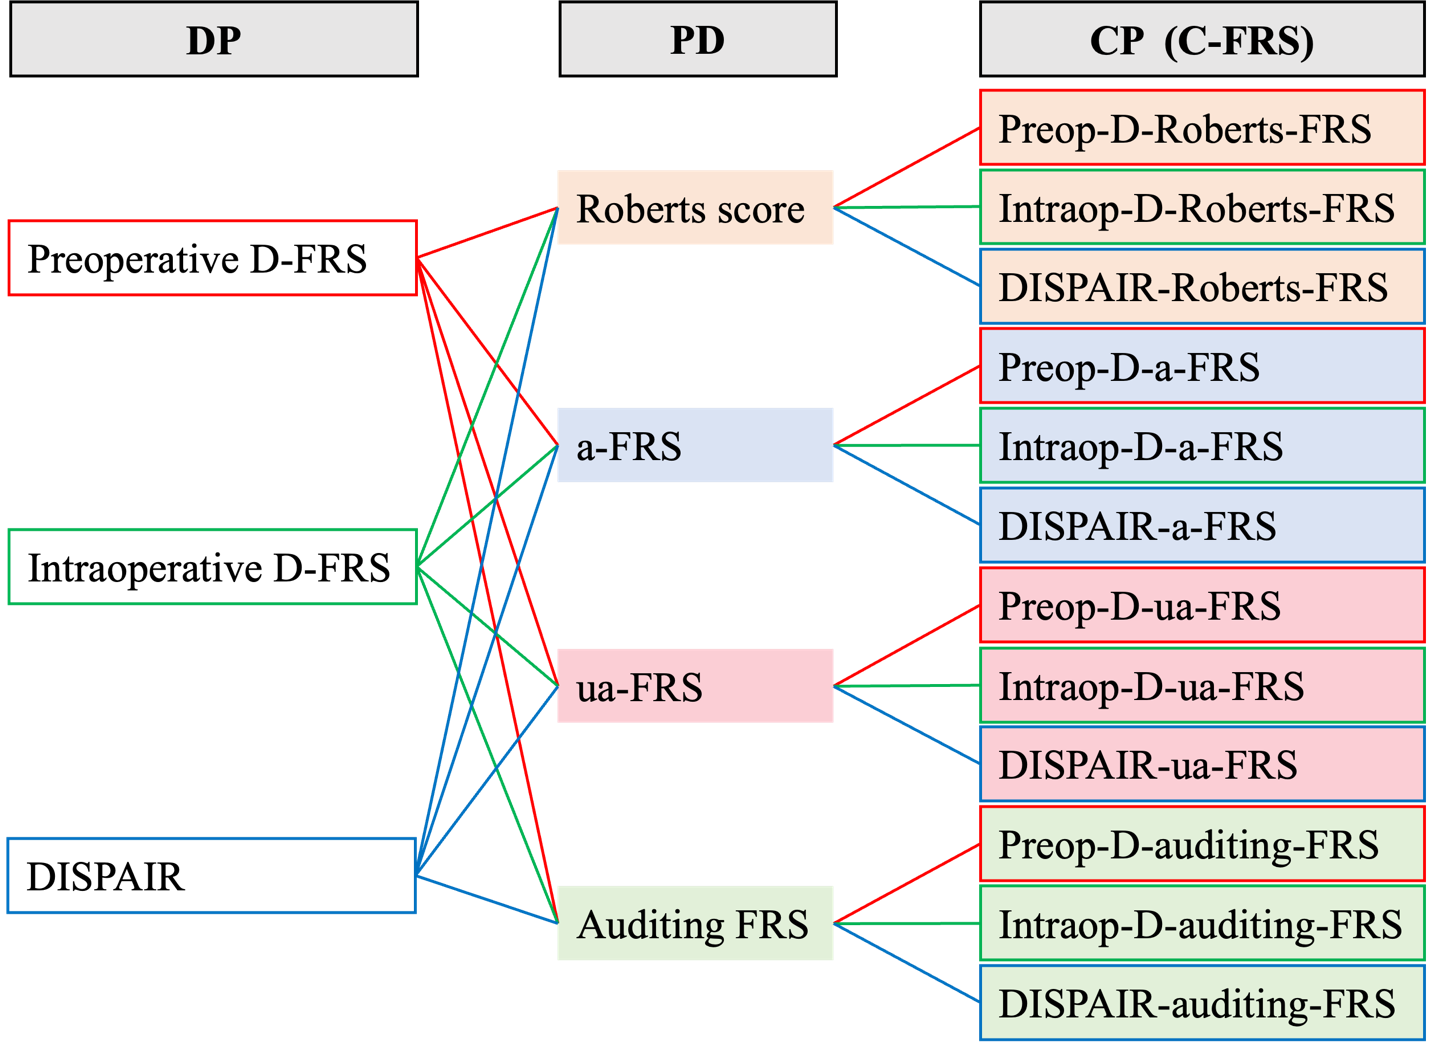 DP
PD
CP (C-FRS)
Preoperative D-FRS
Intraoperative D-FRS
DISPAIR
Roberts score
a-FRS
ua-FRS
Auditing FRS
Preop-D-Roberts-FRS
Intraop-D-Roberts-FRS
DISPAIR-Roberts-FRS
Preop-D-a-FRS
Intraop-D-a-FRS
DISPAIR-a-FRS
Preop-D-ua-FRS
Intraop-D-ua-FRS
DISPAIR-ua-FRS
Preop-D-auditing-FRS
Intraop-D-auditing-FRS
DISPAIR-auditing-FRS